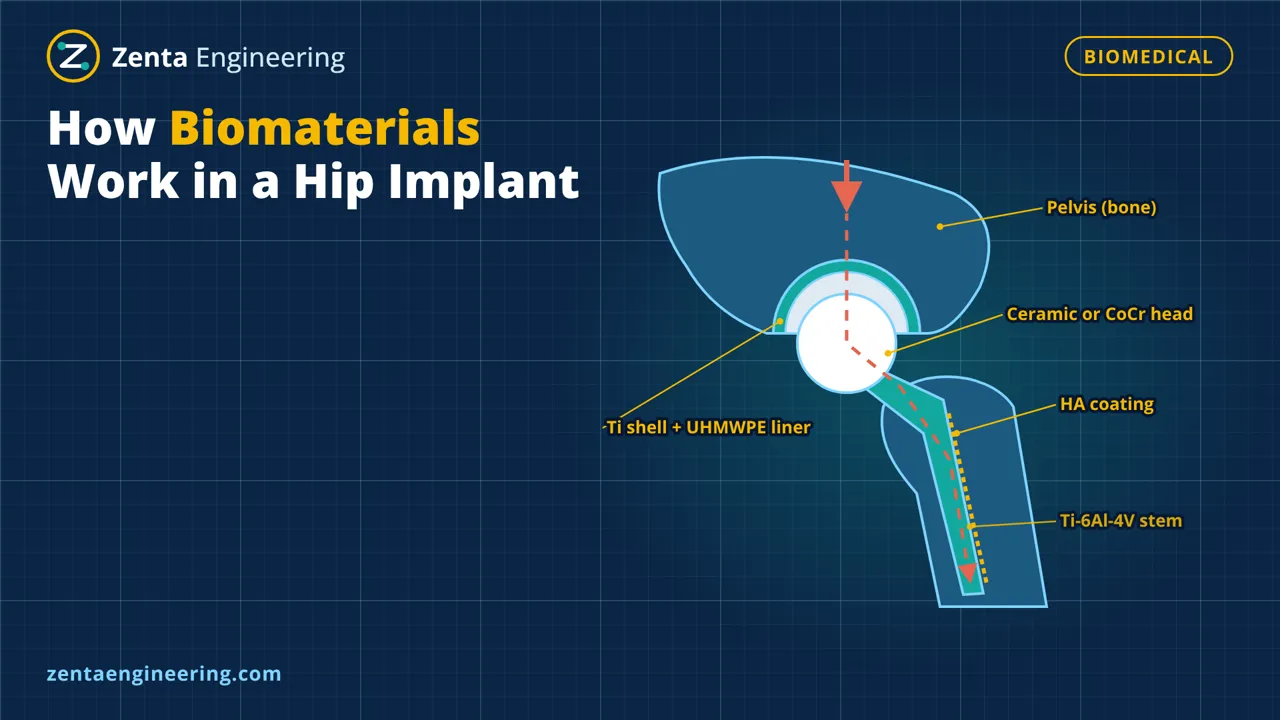 Zenta Engineering
BIOMEDICAL
How Biomaterials
Work in a Hip Implant
Pelvis (bone)
Ceramic or CoCr head
HA coating
Ti shell + UHMWPE liner
Ti-6Al-4V stem
zentaengineering.com